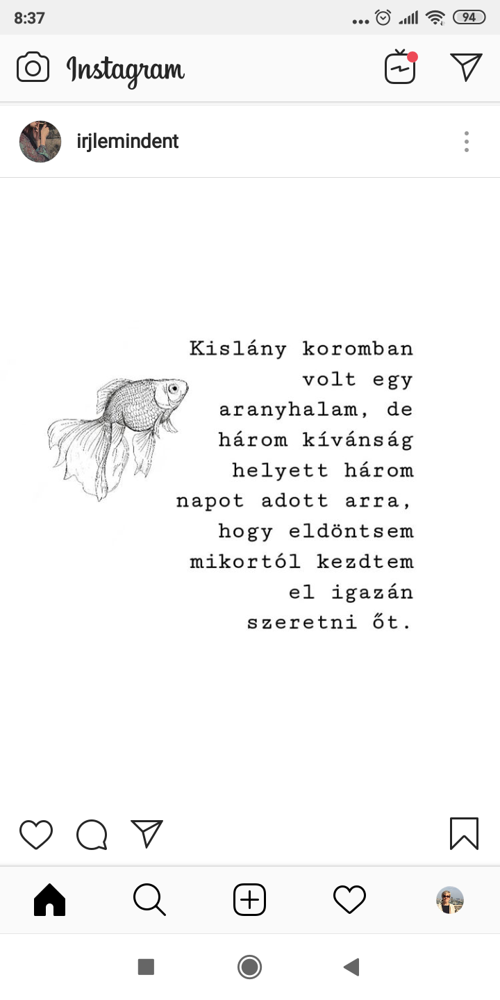 8:37
94
Instagram
irjlemindent
Kislány koromban
volt egy
aranyhalam, de
három kívánság
helyett három
napot adott arra,
hogy eldöntsem
mikortól kezdtem
el igazán
szeretni őt.